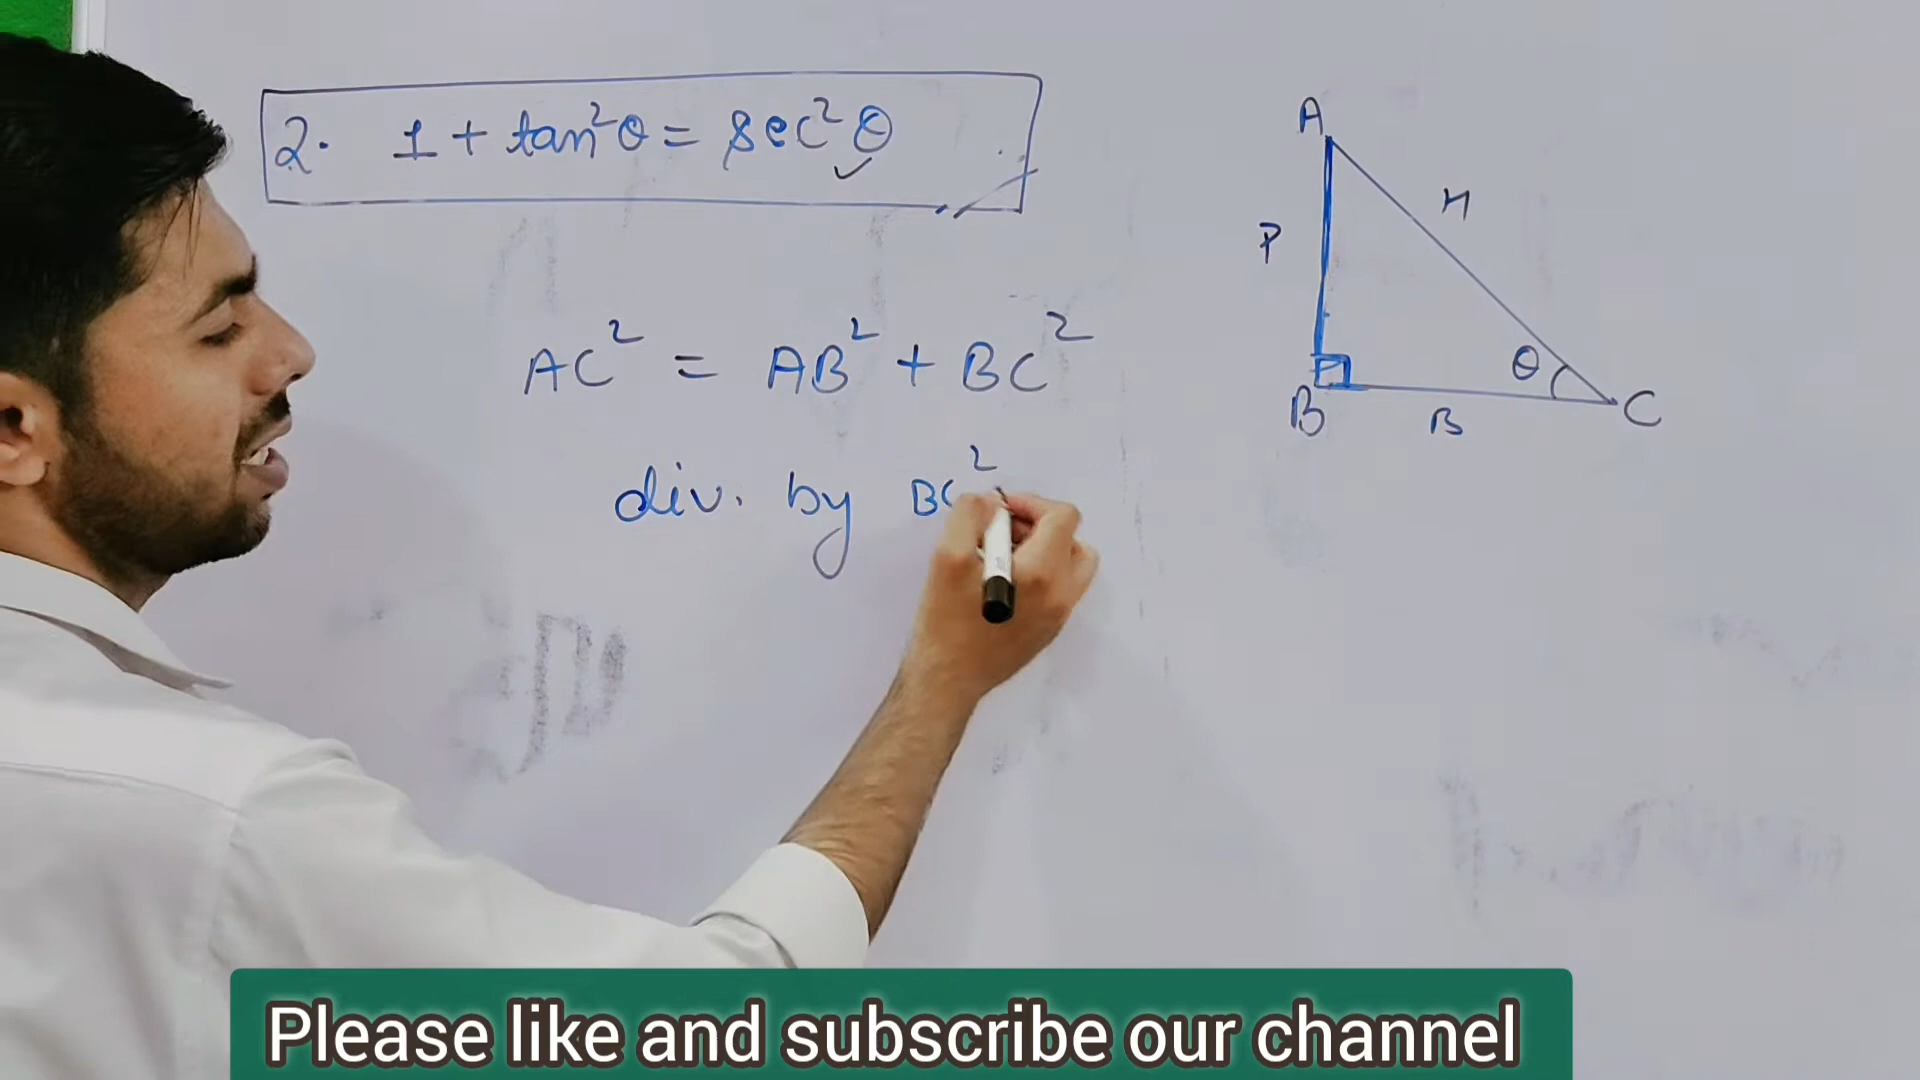 2. 1 + tan²θ = sec²θ
A
H
P
AC² = AB² + BC²
θ
B
B
C
div. by BC²
Please like and subscribe our channel